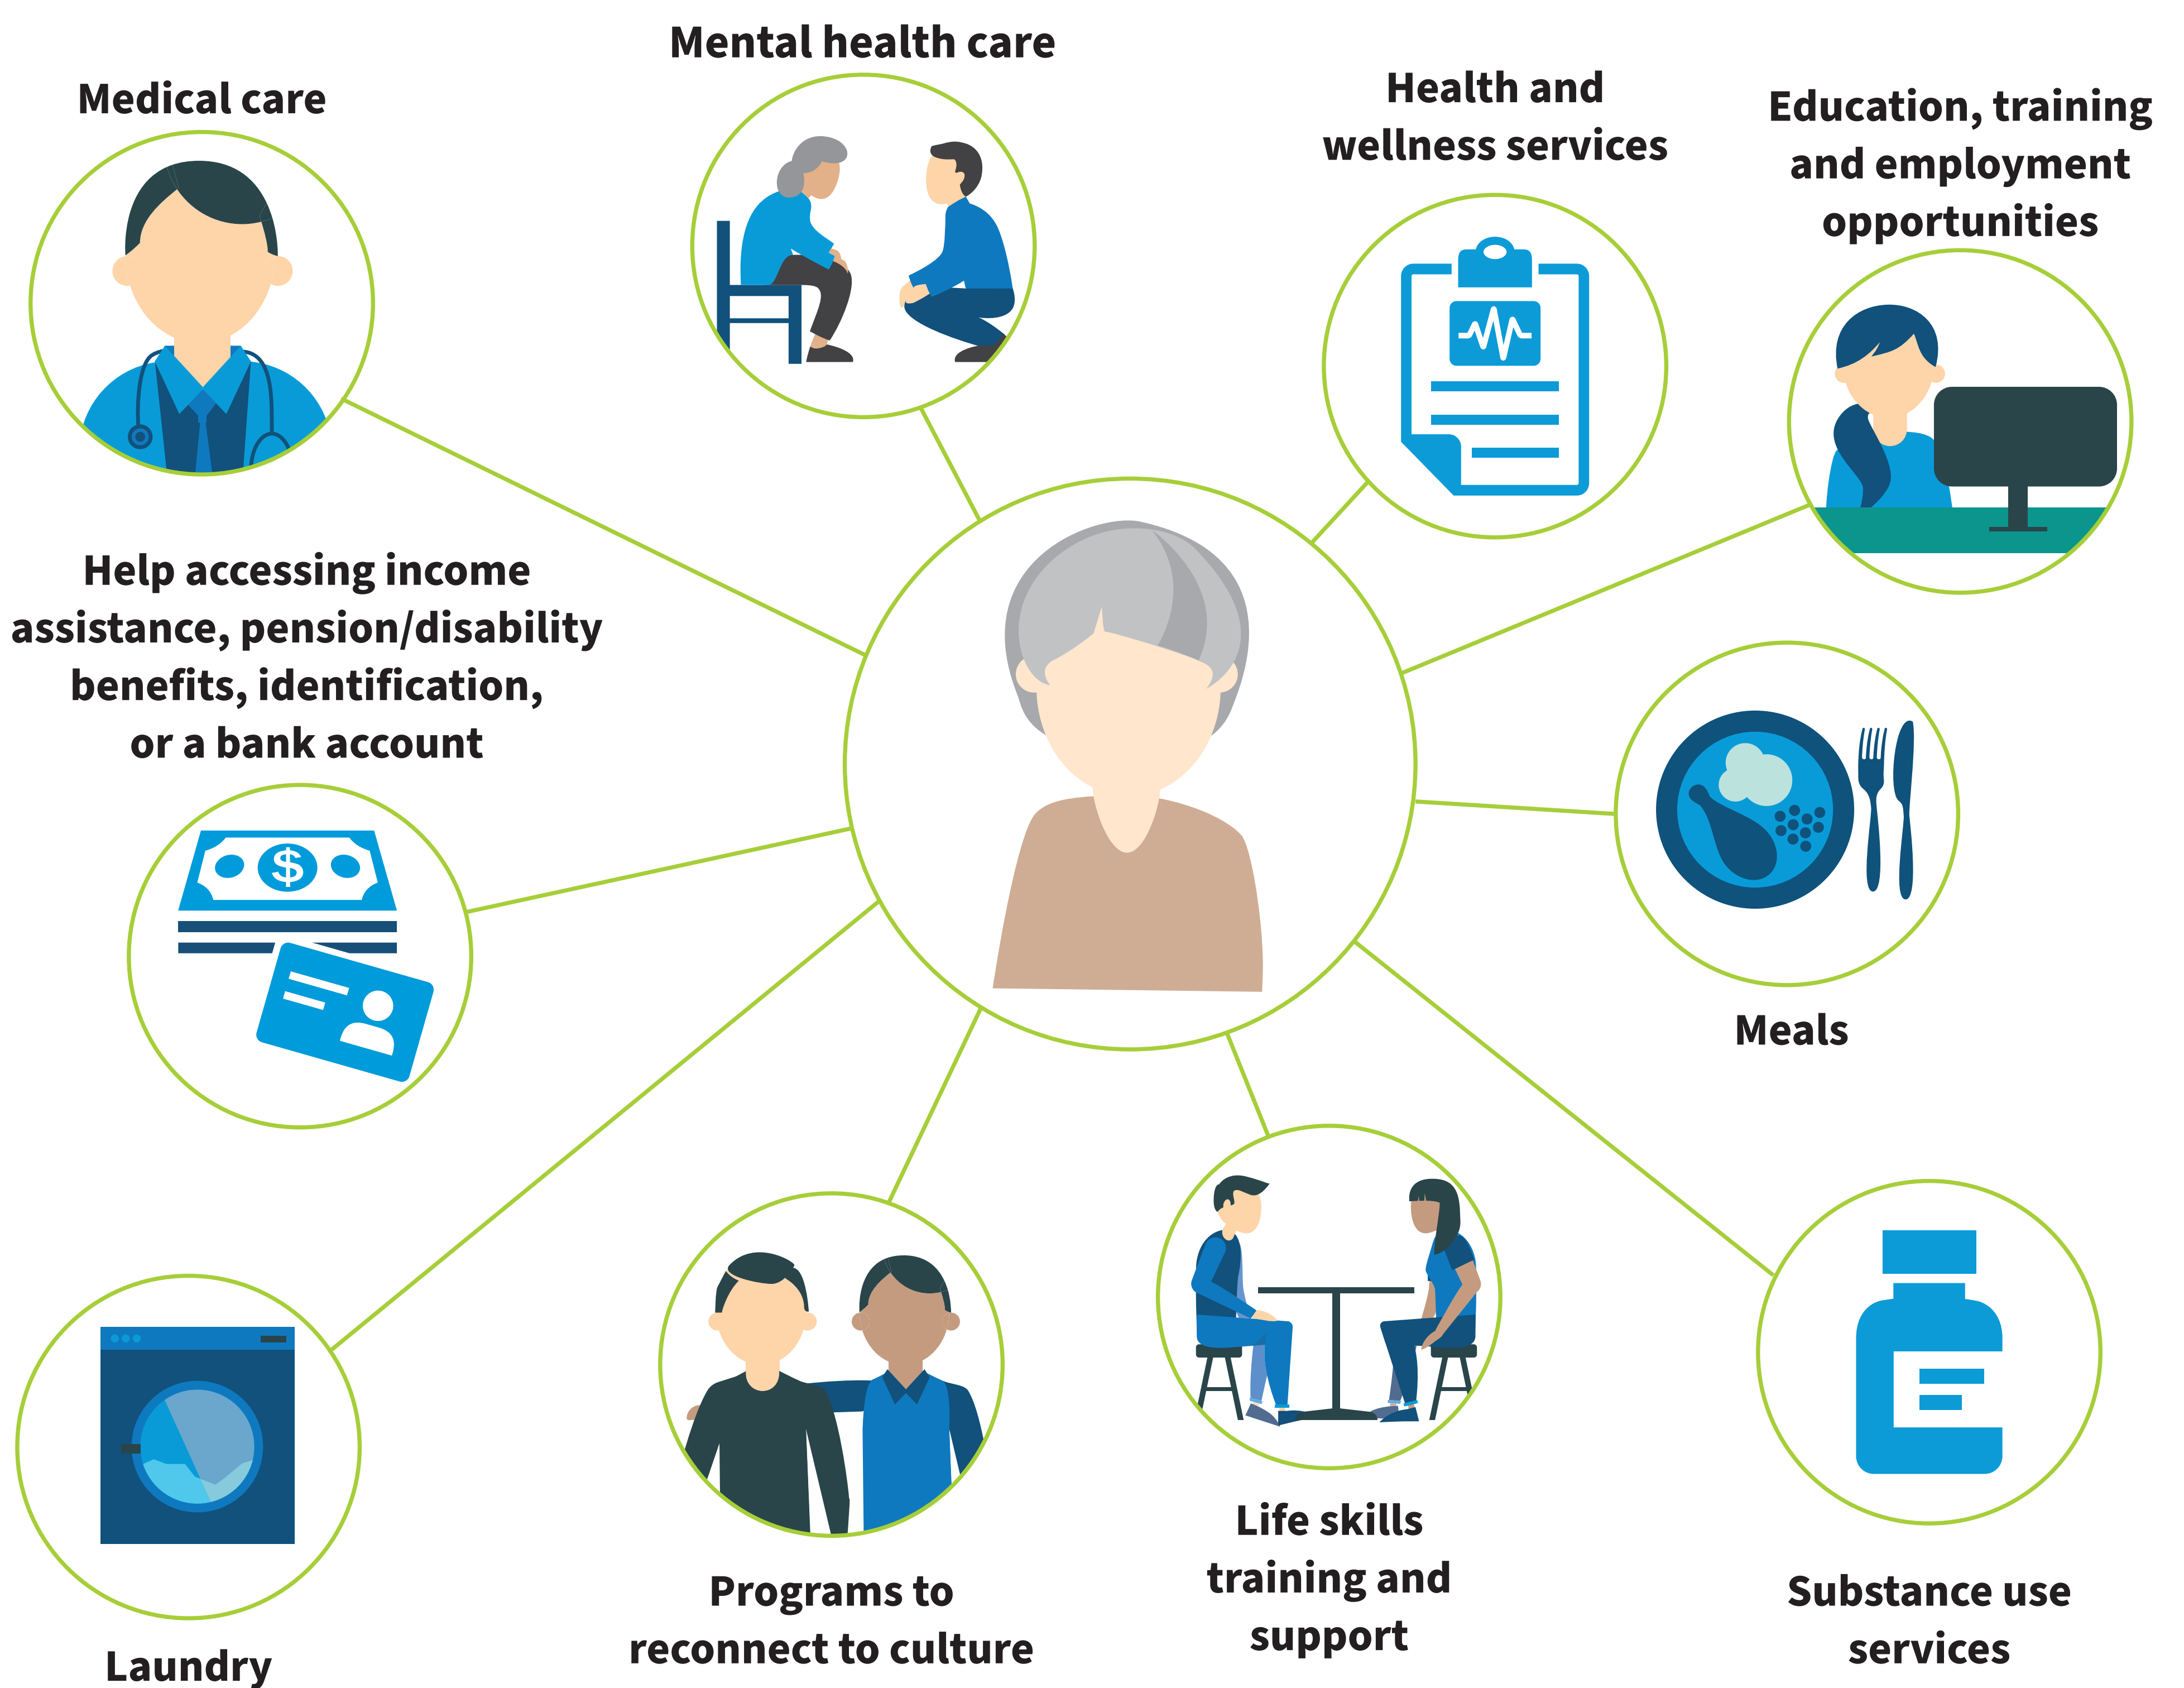 Mental health care
Medical care
Health and
wellness services
Education, training
and employment
opportunities
Help accessing income
assistance, pension/disability
benefits, identification,
or a bank account
$
Meals
Life skills
training and
support
Programs to
reconnect to culture
Substance use
services
Laundry